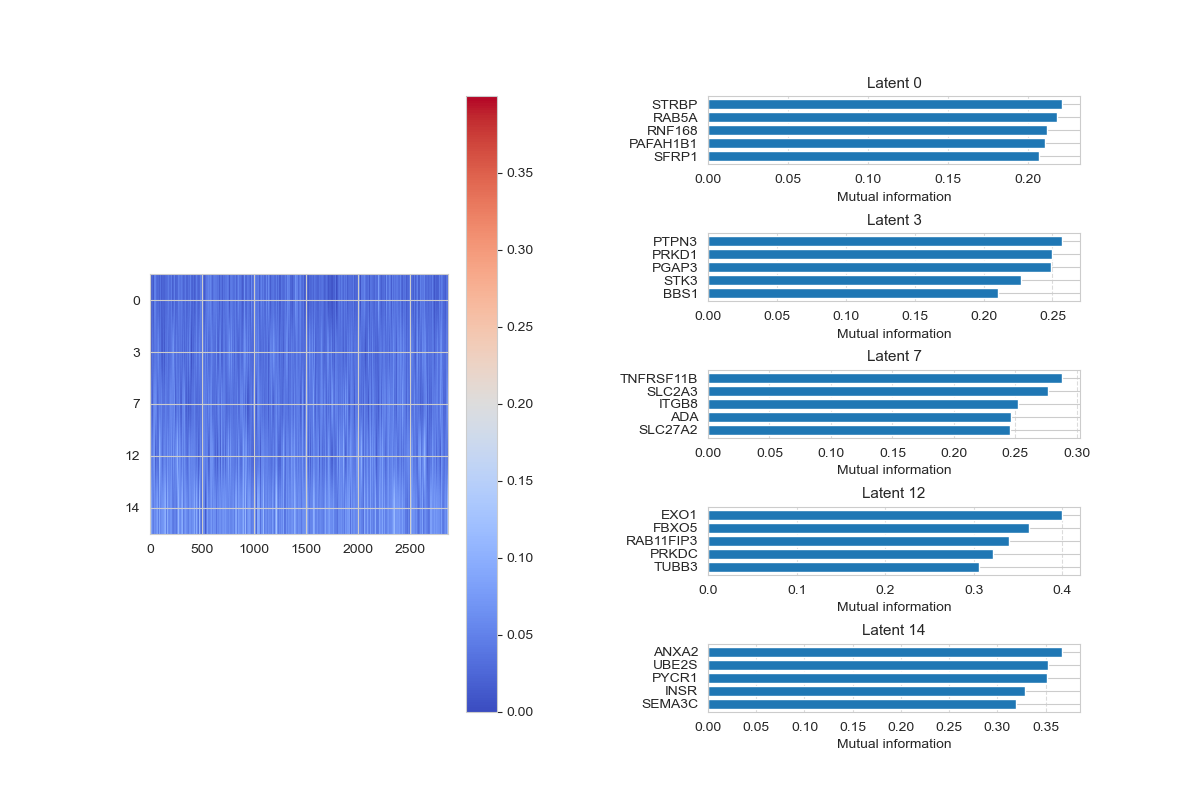 0
3
7
12
14
0 500 1000 1500 2000 2500
0.35
0.30
0.25
0.20
0.15
0.10
0.05
0.00
Latent 0
STRBP
RAB5A
RNF168
PAFAH1B1
SFRP1
0.00 0.05 0.10 0.15 0.20
Mutual information
Latent 3
PTPN3
PRKD1
PGAP3
STK3
BBS1
0.00 0.05 0.10 0.15 0.20 0.25
Mutual information
Latent 7
TNFRSF11B
SLC2A3
ITGB8
ADA
SLC27A2
0.00 0.05 0.10 0.15 0.20 0.25 0.30
Mutual information
Latent 12
EXO1
FBXO5
RAB11FIP3
PRKDC
TUBB3
0.0 0.1 0.2 0.3 0.4
Mutual information
Latent 14
ANXA2
UBE2S
PYCR1
INSR
SEMA3C
0.00 0.05 0.10 0.15 0.20 0.25 0.30 0.35
Mutual information